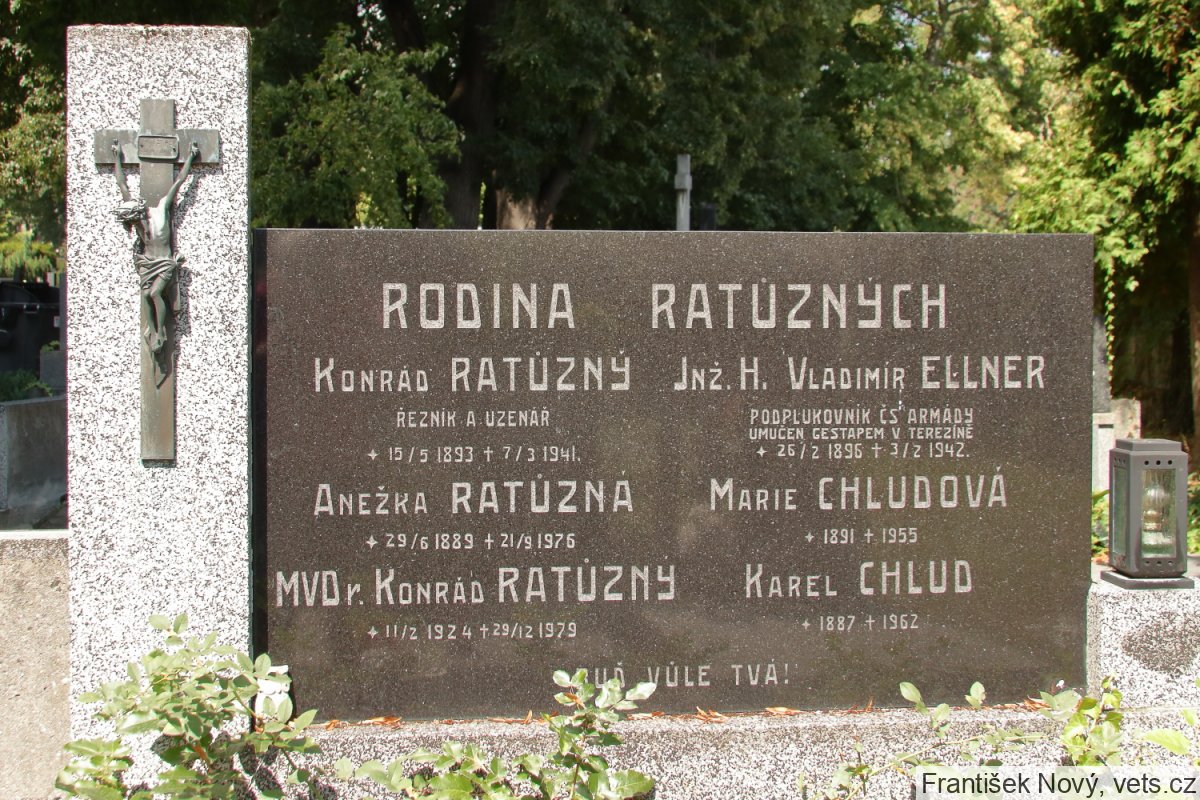 RODINA RATŮZNÝCH
KONRÁD RATŮZNÝ
ŘEZNÍK A UZENÁŘ
✦ 15/5 1893 ✝ 7/3 1941.
ANEŽKA RATŮZNÁ
✦ 29/6 1889 ✝ 21/9 1976
MVDr. KONRÁD RATŮZNÝ
✦ 11/2 1924 ✝ 29/12 1979
INŽ. H. VLADIMÍR ELLNER
PODPLUKOVNÍK ČS ARMÁDY
UMUČEN GESTAPEM V TEREZÍNĚ
✦ 26/2 1896 ✝ 3/2 1942.
MARIE CHLUDOVÁ
✦ 1891 ✝ 1955
KAREL CHLUD
✦ 1887 ✝ 1962
BUĎ VŮLE TVÁ!
František Nový, vets.cz